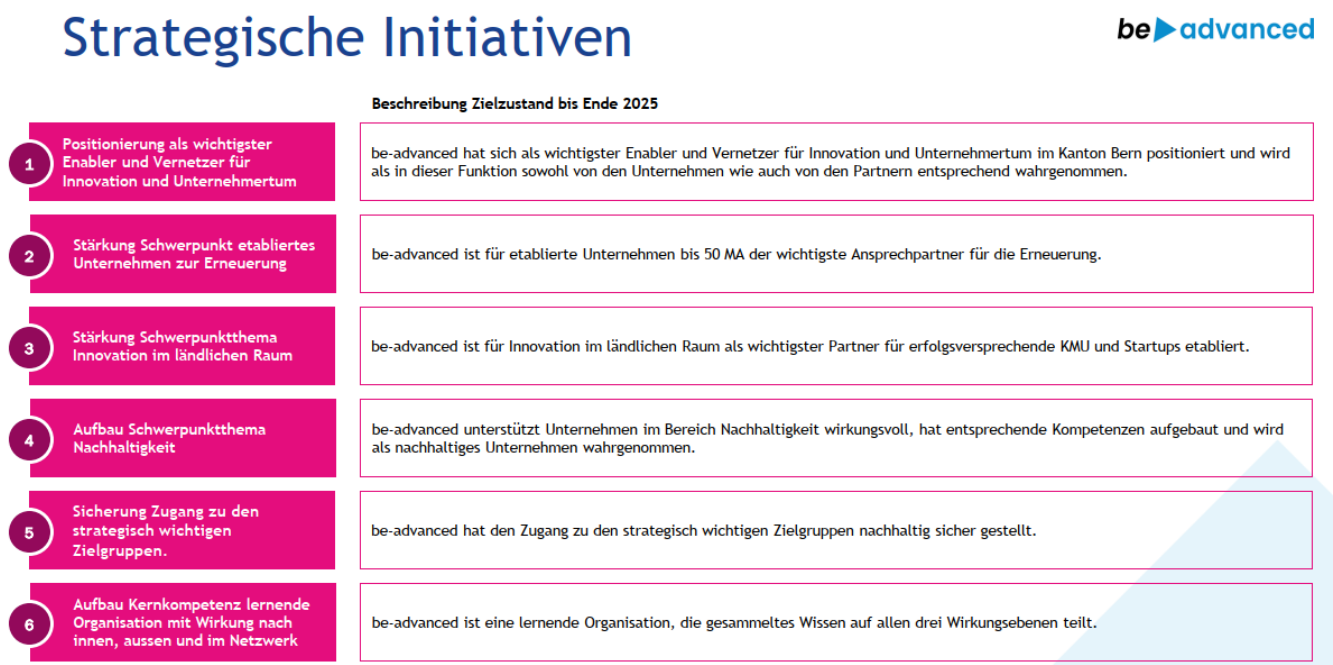 Strategische Initiativen
be advanced
Beschreibung Zielzustand bis Ende 2025
1
Positionierung als wichtigster
Enabler und Vernetzer für
Innovation und Unternehmertum
be-advanced hat sich als wichtigster Enabler und Vernetzer für Innovation und Unternehmertum im Kanton Bern positioniert und wird
als in dieser Funktion sowohl von den Unternehmen wie auch von den Partnern entsprechend wahrgenommen.
2
Stärkung Schwerpunkt etabliertes
Unternehmen zur Erneuerung
be-advanced ist für etablierte Unternehmen bis 50 MA der wichtigste Ansprechpartner für die Erneuerung.
3
Stärkung Schwerpunktthema
Innovation im ländlichen Raum
be-advanced ist für Innovation im ländlichen Raum als wichtigster Partner für erfolgsversprechende KMU und Startups etabliert.
4
Aufbau Schwerpunktthema
Nachhaltigkeit
be-advanced unterstützt Unternehmen im Bereich Nachhaltigkeit wirkungsvoll, hat entsprechende Kompetenzen aufgebaut und wird
als nachhaltiges Unternehmen wahrgenommen.
5
Sicherung Zugang zu den
strategisch wichtigen
Zielgruppen.
be-advanced hat den Zugang zu den strategisch wichtigen Zielgruppen nachhaltig sicher gestellt.
6
Aufbau Kernkompetenz lernende
Organisation mit Wirkung nach
innen, aussen und im Netzwerk
be-advanced ist eine lernende Organisation, die gesammeltes Wissen auf allen drei Wirkungsebenen teilt.